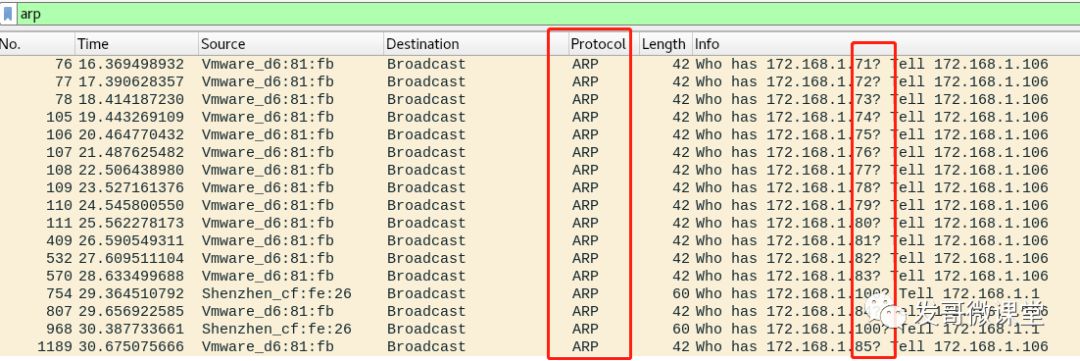 arp
No. Time Source Destination Protocol Length Info
76 16.369498932 Vmware_d6:81:fb Broadcast ARP 42 Who has 172.168.1.71? Tell 172.168.1.106
77 17.390628357 Vmware_d6:81:fb Broadcast ARP 42 Who has 172.168.1.72? Tell 172.168.1.106
78 18.414187230 Vmware_d6:81:fb Broadcast ARP 42 Who has 172.168.1.73? Tell 172.168.1.106
105 19.443269109 Vmware_d6:81:fb Broadcast ARP 42 Who has 172.168.1.74? Tell 172.168.1.106
106 20.464770432 Vmware_d6:81:fb Broadcast ARP 42 Who has 172.168.1.75? Tell 172.168.1.106
107 21.487625482 Vmware_d6:81:fb Broadcast ARP 42 Who has 172.168.1.76? Tell 172.168.1.106
108 22.506438980 Vmware_d6:81:fb Broadcast ARP 42 Who has 172.168.1.77? Tell 172.168.1.106
109 23.527161376 Vmware_d6:81:fb Broadcast ARP 42 Who has 172.168.1.78? Tell 172.168.1.106
110 24.545800550 Vmware_d6:81:fb Broadcast ARP 42 Who has 172.168.1.79? Tell 172.168.1.106
111 25.562278173 Vmware_d6:81:fb Broadcast ARP 42 Who has 172.168.1.80? Tell 172.168.1.106
409 26.590549311 Vmware_d6:81:fb Broadcast ARP 42 Who has 172.168.1.81? Tell 172.168.1.106
532 27.609511104 Vmware_d6:81:fb Broadcast ARP 42 Who has 172.168.1.82? Tell 172.168.1.106
570 28.633499688 Vmware_d6:81:fb Broadcast ARP 42 Who has 172.168.1.83? Tell 172.168.1.106
754 29.364510792 Shenzhen_cf:fe:26 Broadcast ARP 60 Who has 172.168.1.100? Tell 172.168.1.1
807 29.656922585 Vmware_d6:81:fb Broadcast ARP 42 Who has 172.168.1.84? Tell 172.168.1.106
968 30.387733661 Shenzhen_cf:fe:26 Broadcast ARP 60 Who has 172.168.1.100? Tell 172.168.1.1
1189 30.675075666 Vmware_d6:81:fb Broadcast ARP 42 Who has 172.168.1.85? Tell 172.168.1.106
发哥微课堂